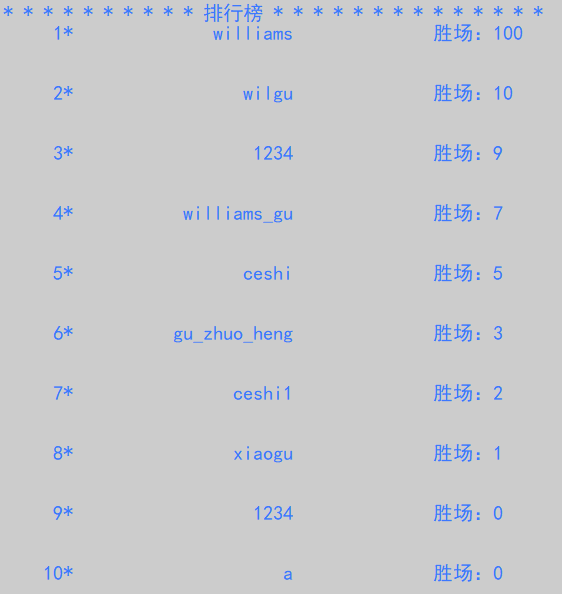 * * * * * * * * * * 排行榜 * * * * * * * * * * * * * *
1* williams 胜场：100
2* wilgu 胜场：10
3* 1234 胜场：9
4* williams_gu 胜场：7
5* ceshi 胜场：5
6* gu_zhuo_heng 胜场：3
7* ceshi1 胜场：2
8* xiaogu 胜场：1
9* 1234 胜场：0
10* a 胜场：0